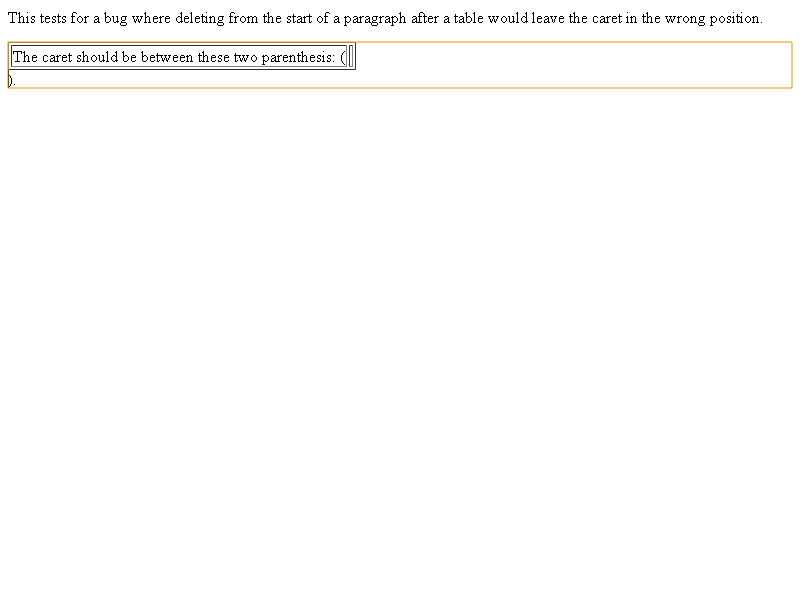 This tests for a bug where deleting from the start of a paragraph after a table would leave the caret in the wrong position.
The caret should be between these two parenthesis: (
).